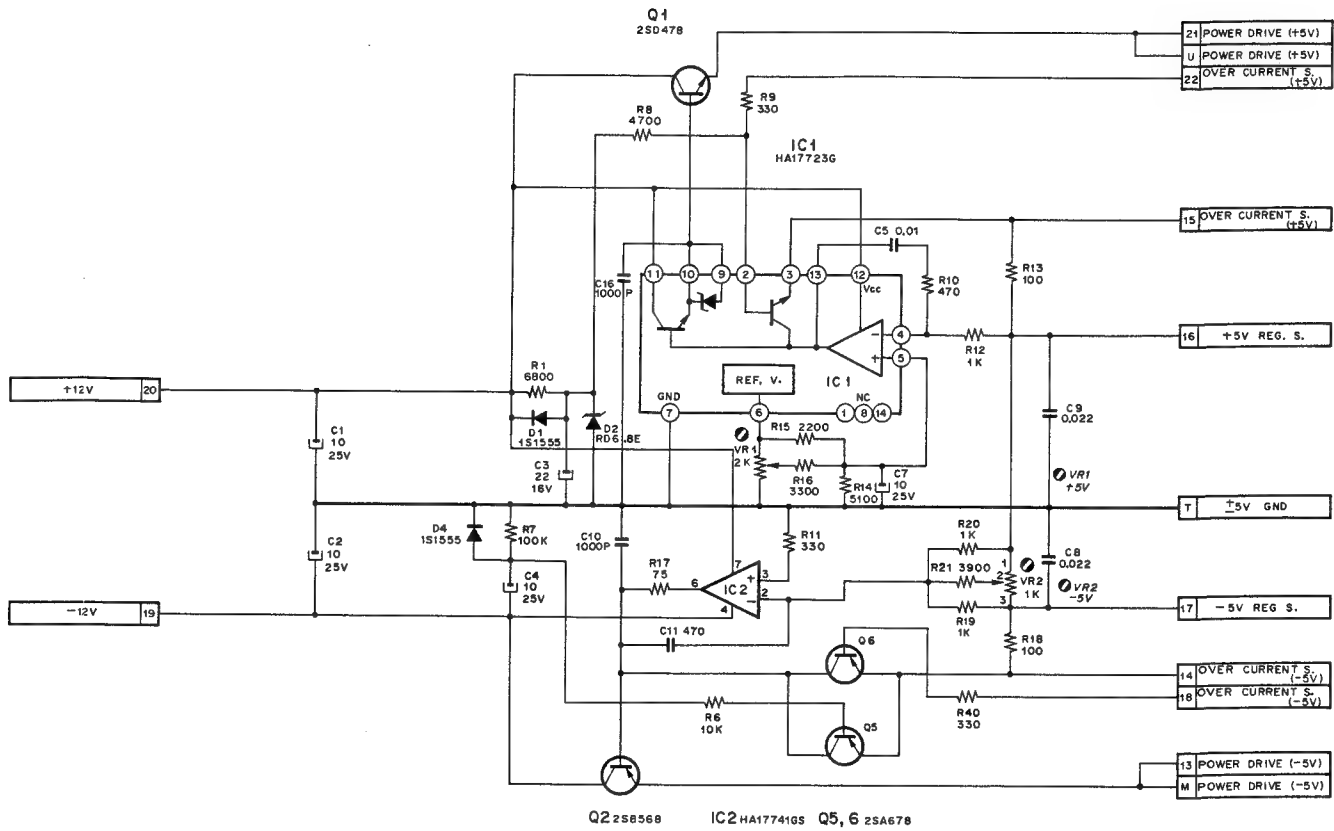 Q1
2SD478
21 POWER DRIVE (+5V)
U POWER DRIVE (+5V)
22 OVER CURRENT S. (+5V)
R9
330
R8
4700
IC1
HA17723G
15 OVER CURRENT S. (+5V)
C5 0.01
R13
100
11 10 9 2 3 13 12
Vcc
C16
1000P
R10
470
4
5
R12
1K
16 +5V REG. S.
REF. V.
IC1
R1
6800
+12V 20
GND
NC
7 6 1 8 14
D1
1S1555
D2
RD6.8E
R15 2200
VR1
2K
R16
3300
R14
5100
C7
10
25V
C9
0.022
VR1
+5V
C1
10
25V
C3
22
16V
T ±5V GND
D4
1S1555
R7
100K
C10
1000P
R11
330
R20
1K
C8
0.022
C2
10
25V
R17
75
7
6
3
2
4
+
-
IC2
R21 3900
1
2
3
VR2
1K
VR2
-5V
C4
10
25V
-12V 19
R19
1K
17 -5V REG S.
C11 470
R18
100
Q6
14 OVER CURRENT S. (-5V)
18 OVER CURRENT S. (-5V)
R6
10K
Q5
R40
330
13 POWER DRIVE (-5V)
M POWER DRIVE (-5V)
Q2 2SB568 IC2 HA17741GS Q5, 6 2SA678